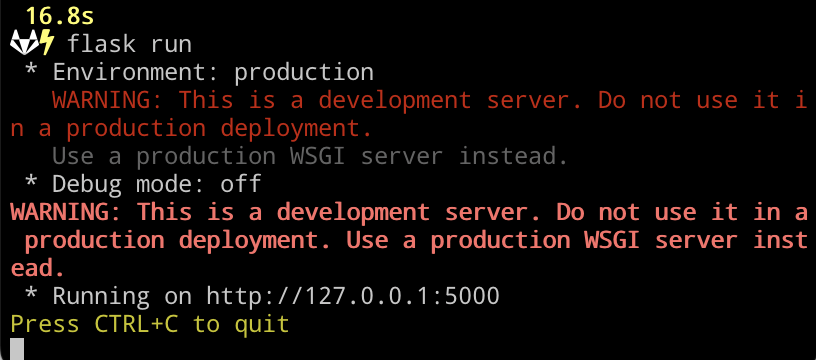 16.8s
flask run
* Environment: production
WARNING: This is a development server. Do not use it i
n a production deployment.
Use a production WSGI server instead.
* Debug mode: off
WARNING: This is a development server. Do not use it in a
production deployment. Use a production WSGI server inst
ead.
* Running on http://127.0.0.1:5000
Press CTRL+C to quit